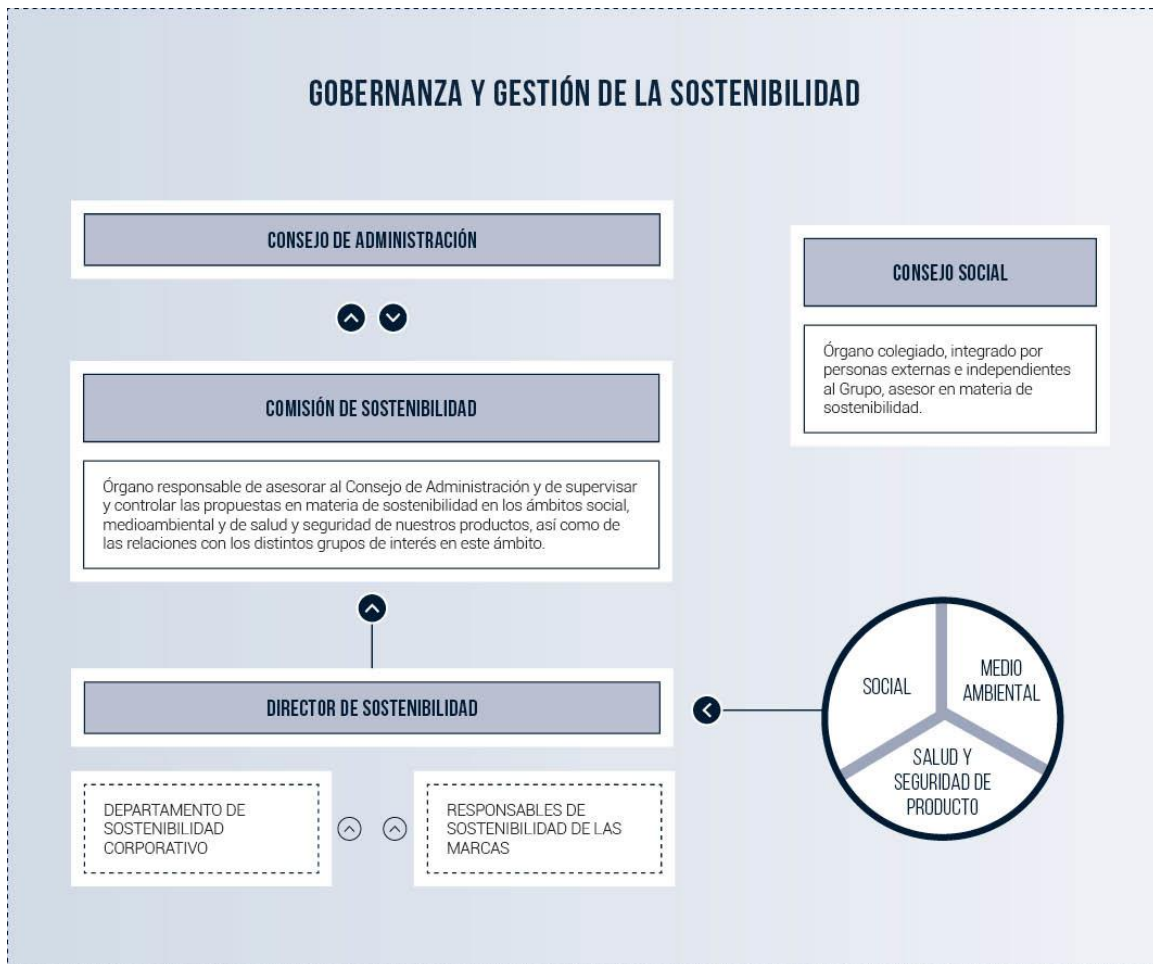 GOBERNANZA Y GESTIÓN DE LA SOSTENIBILIDAD
CONSEJO DE ADMINISTRACIÓN
CONSEJO SOCIAL
Órgano colegiado, integrado por
personas externas e independientes
al Grupo, asesor en materia de
sostenibilidad.
COMISIÓN DE SOSTENIBILIDAD
Órgano responsable de asesorar al Consejo de Administración y de supervisar
y controlar las propuestas en materia de sostenibilidad en los ámbitos social,
medioambiental y de salud y seguridad de nuestros productos, así como de
las relaciones con los distintos grupos de interés en este ámbito.
DIRECTOR DE SOSTENIBILIDAD
SOCIAL
MEDIO
AMBIENTAL
SALUD Y
SEGURIDAD DE
PRODUCTO
DEPARTAMENTO DE
SOSTENIBILIDAD
CORPORATIVO
RESPONSABLES DE
SOSTENIBILIDAD DE LAS
MARCAS